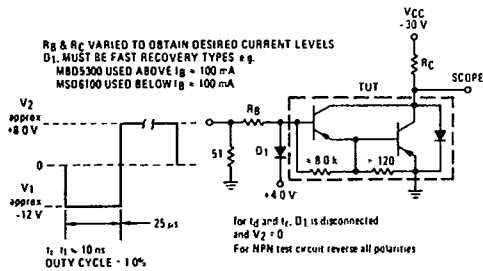 RB & RC VARIED TO OBTAIN DESIRED CURRENT LEVELS
D1, MUST BE FAST RECOVERY TYPES e.g.
MBD5300 USED ABOVE IB ≈ 100 mA
MSD6100 USED BELOW IB ≈ 100 mA
VCC
-30 V
RC
SCOPE
TUT
V2
approx
+8.0 V
0
V1
approx
-12 V
RB
51
D1
+4.0 V
≈ 8.0 k
≈ 120
25 µs
tr, tf ≈ 10 ns
DUTY CYCLE = 1.0%
for td and tr, D1 is disconnected
and V2 = 0
For NPN test circuit reverse all polarities